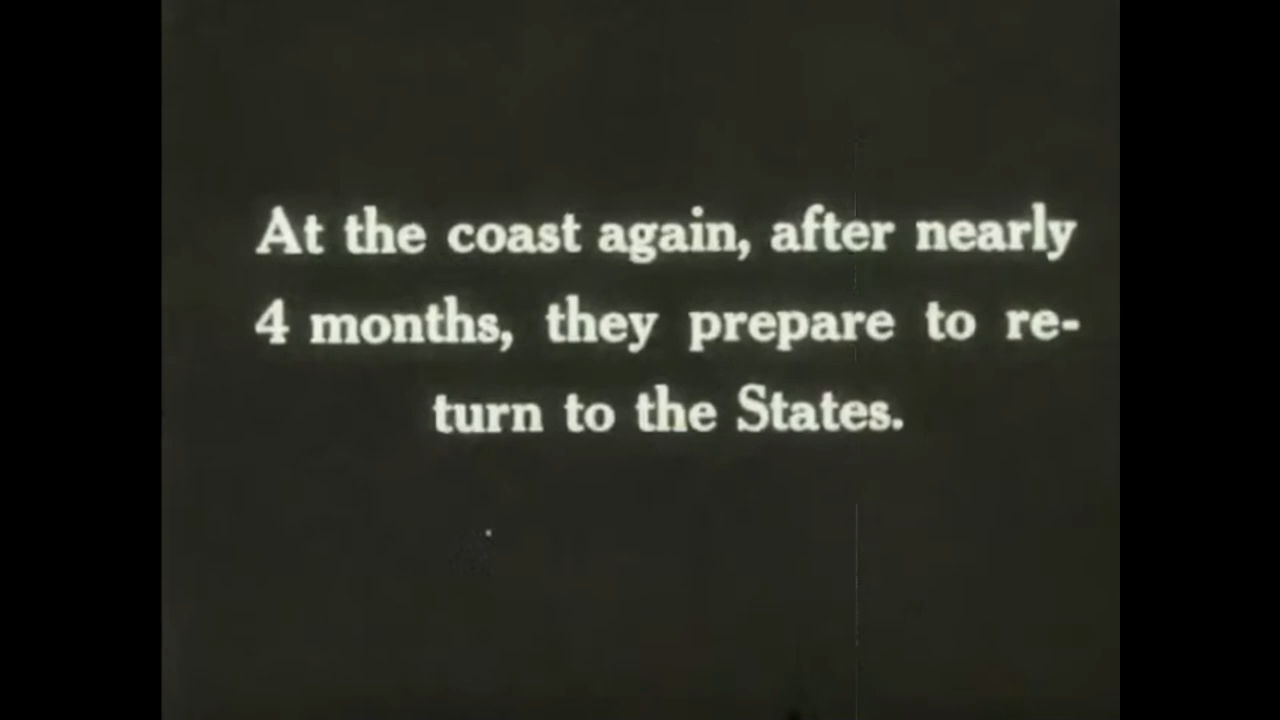 At the coast again, after nearly
4 months, they prepare to re-
turn to the States.